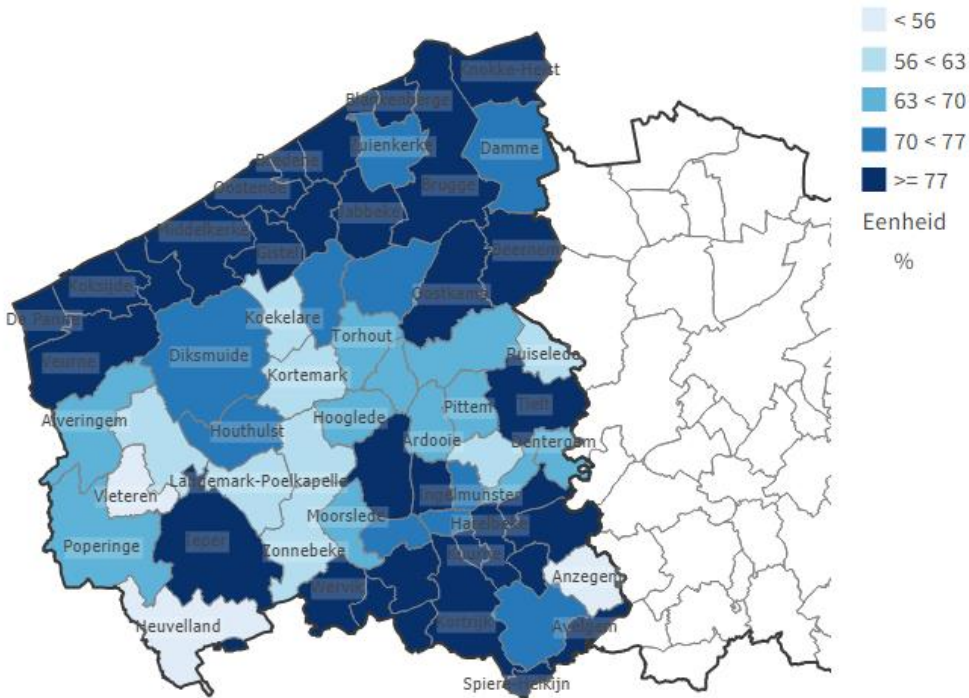 < 56
56 < 63
63 < 70
70 < 77
>= 77
Eenheid
%
Knokke-Heist
Blankenberge
Zuienkerke
Damme
Bredene
Oostende
Brugge
Jabbeke
Middelkerke
Gistel
Beernem
Koksijde
Oostkamp
De Panne
Koekelare
Torhout
Veurne
Diksmuide
Ruiselede
Kortemark
Tielt
Alveringem
Houthulst
Hooglede
Pittem
Ardooie
Dentergem
Vleteren
Langemark-Poelkapelle
Ingelmunster
Moorslede
Poperinge
Ieper
Zonnebeke
Harelbeke
Kuurne
Wervik
Anzegem
Heuvelland
Kortrijk
Avelgem
Spiere-Helkijn